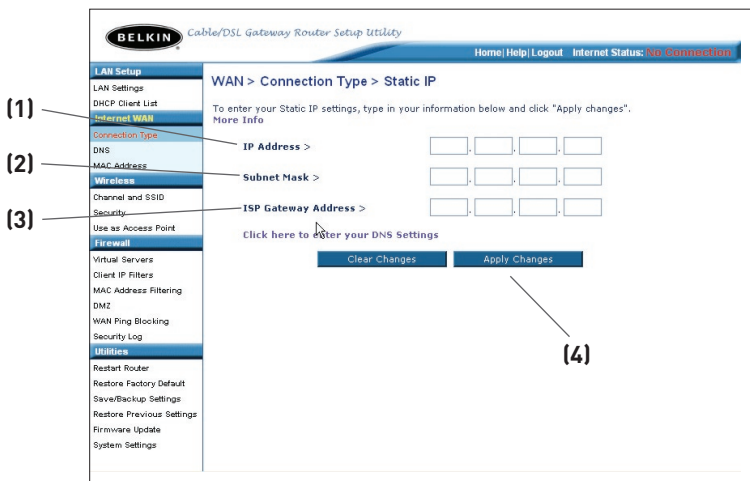 BELKIN Cable/DSL Gateway Router Setup Utility
Home|Help|Logout Internet Status: No Connection
LAN Setup
LAN Settings
DHCP Client List
Internet WAN
Connection Type
DNS
MAC Address
Wireless
Channel and SSID
Security
Use as Access Point
Firewall
Virtual Servers
Client IP Filters
MAC Address Filtering
DMZ
WAN Ping Blocking
Security Log
Utilities
Restart Router
Restore Factory Default
Save/Backup Settings
Restore Previous Settings
Firmware Update
System Settings
WAN > Connection Type > Static IP
To enter your Static IP settings, type in your information below and click "Apply changes".
More Info
(1)
IP Address >
. . .
(2)
Subnet Mask >
. . .
(3)
ISP Gateway Address >
. . .
Click here to enter your DNS Settings
Clear Changes Apply Changes
(4)